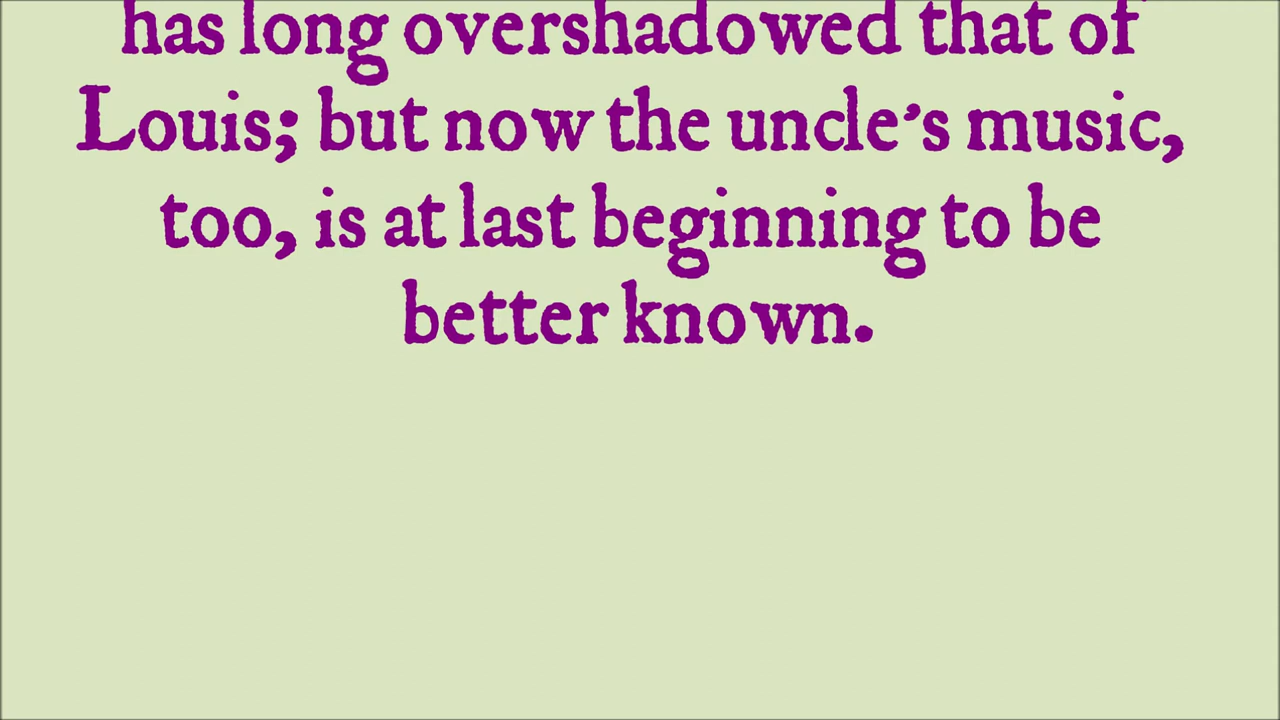 has long overshadowed that of
Louis; but now the uncle’s music,
too, is at last beginning to be
better known.